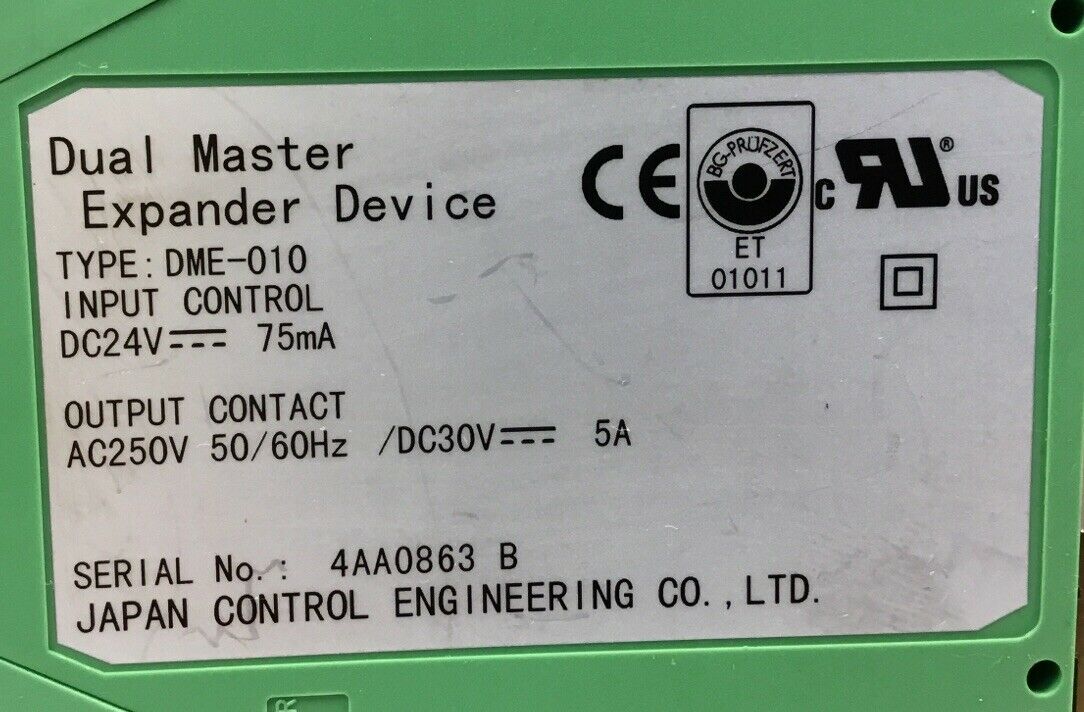 Dual Master
Expander Device
TYPE: DME-010
INPUT CONTROL
DC24V⎓ 75mA
OUTPUT CONTACT
AC250V 50/60Hz /DC30V⎓ 5A
SERIAL No.: 4AA0863 B
JAPAN CONTROL ENGINEERING CO.,LTD.
CE
BG-PRÜFZERT
ET
01011
c RU® US
R